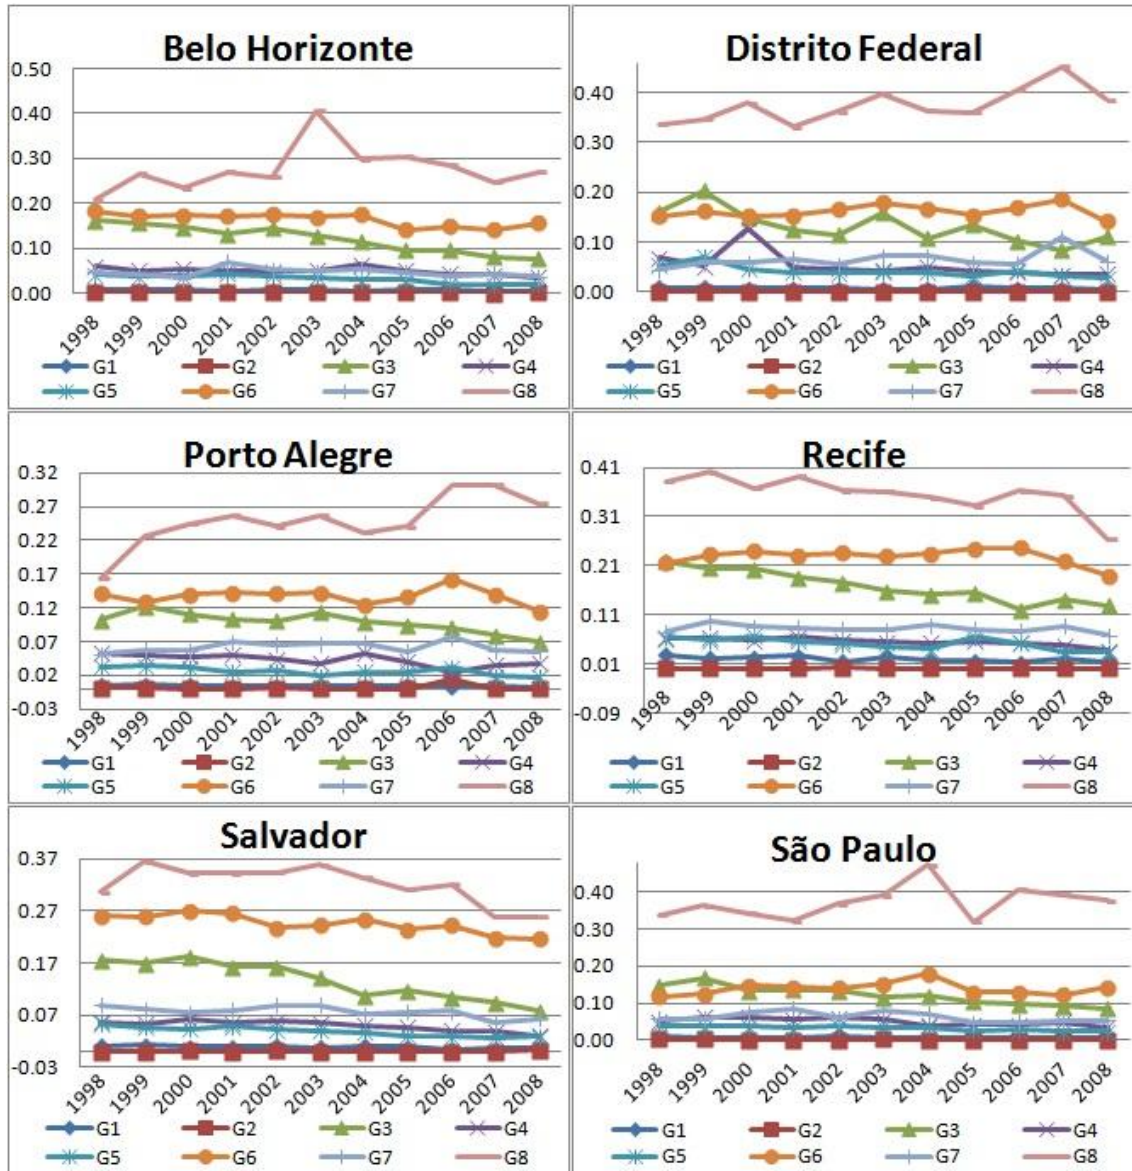 Belo Horizonte
0.50
0.40
0.30
0.20
0.10
0.00
1998 1999 2000 2001 2002 2003 2004 2005 2006 2007 2008
G1 G2 G3 G4
G5 G6 G7 G8
Distrito Federal
0.40
0.30
0.20
0.10
0.00
1998 1999 2000 2001 2002 2003 2004 2005 2006 2007 2008
G1 G2 G3 G4
G5 G6 G7 G8
Porto Alegre
0.32
0.27
0.22
0.17
0.12
0.07
0.02
-0.03
1998 1999 2000 2001 2002 2003 2004 2005 2006 2007 2008
G1 G2 G3 G4
G5 G6 G7 G8
Recife
0.41
0.31
0.21
0.11
0.01
-0.09
1998 1999 2000 2001 2002 2003 2004 2005 2006 2007 2008
G1 G2 G3 G4
G5 G6 G7 G8
Salvador
0.37
0.27
0.17
0.07
-0.03
1998 1999 2000 2001 2002 2003 2004 2005 2006 2007 2008
G1 G2 G3 G4
G5 G6 G7 G8
São Paulo
0.40
0.30
0.20
0.10
0.00
1998 1999 2000 2001 2002 2003 2004 2005 2006 2007 2008
G1 G2 G3 G4
G5 G6 G7 G8